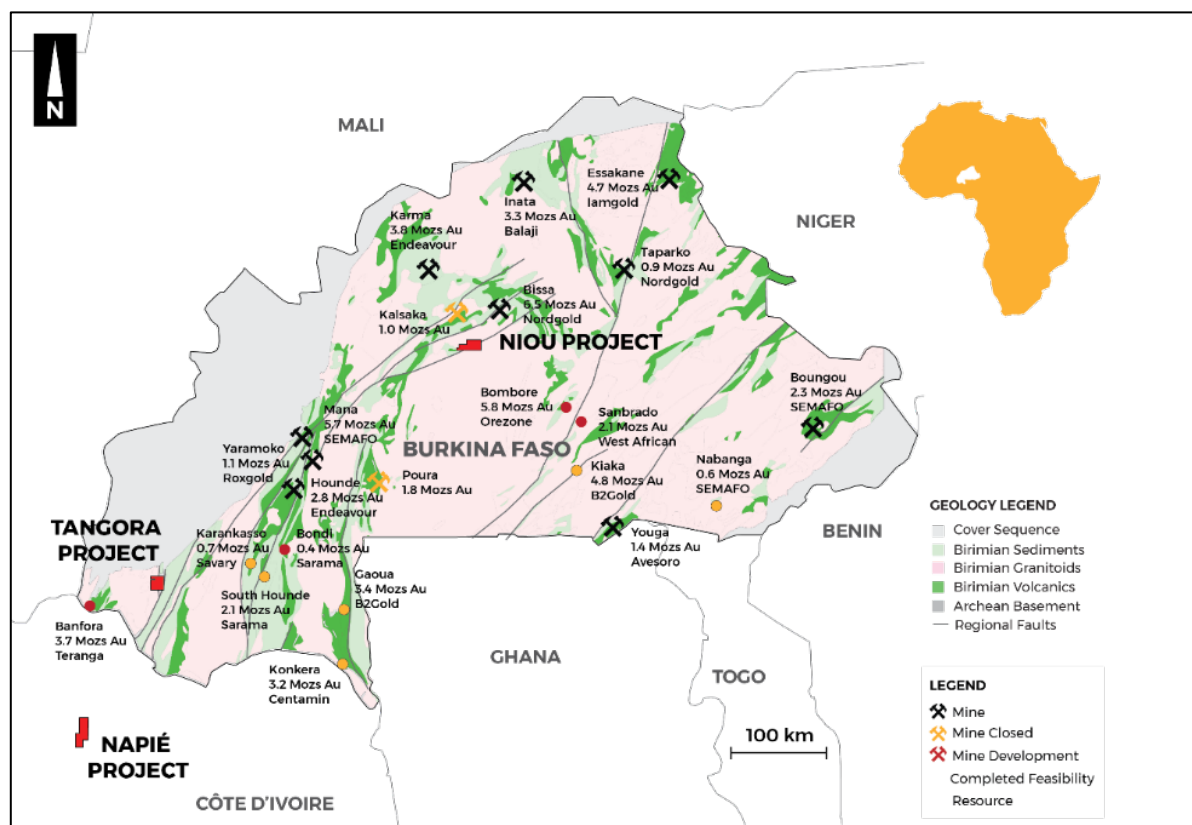 N
MALI
NIGER
Essakane
4.7 Mozs Au
Iamgold
Inata
3.3 Mozs Au
Balaji
Karma
3.8 Mozs Au
Endeavour
Taparko
0.9 Mozs Au
Nordgold
Bissa
6.5 Mozs Au
Nordgold
Kalsaka
1.0 Mozs Au
NIOU PROJECT
Boungou
2.3 Mozs Au
SEMAFO
Bombore
5.8 Mozs Au
Orezone
Sanbrado
2.1 Mozs Au
West African
Mana
5.7 Mozs Au
SEMAFO
BURKINA FASO
Yaramoko
1.1 Mozs Au
Roxgold
Kiaka
4.8 Mozs Au
B2Gold
Nabanga
0.6 Mozs Au
SEMAFO
Poura
1.8 Mozs Au
Hounde
2.8 Mozs Au
Endeavour
TANGORA
PROJECT
Karankasso
0.7 Mozs Au
Savary
Bondi
0.4 Mozs Au
Sarama
Youga
1.4 Mozs Au
Avesoro
BENIN
Gaoua
3.4 Mozs Au
B2Gold
South Hounde
2.1 Mozs Au
Sarama
Banfora
3.7 Mozs Au
Teranga
Konkera
3.2 Mozs Au
Centamin
GHANA
TOGO
NAPIÉ
PROJECT
CÔTE D'IVOIRE
100 km
GEOLOGY LEGEND
Cover Sequence
Birimian Sediments
Birimian Granitoids
Birimian Volcanics
Archean Basement
Regional Faults
LEGEND
Mine
Mine Closed
Mine Development
Completed Feasibility
Resource